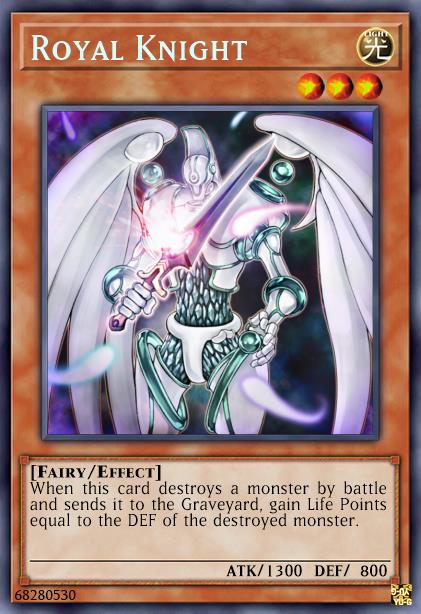 Royal Knight
LIGHT
光
[Fairy/Effect]
When this card destroys a monster by battle
and sends it to the Graveyard, gain Life Points
equal to the DEF of the destroyed monster.
ATK/1300 DEF/ 800
68280530